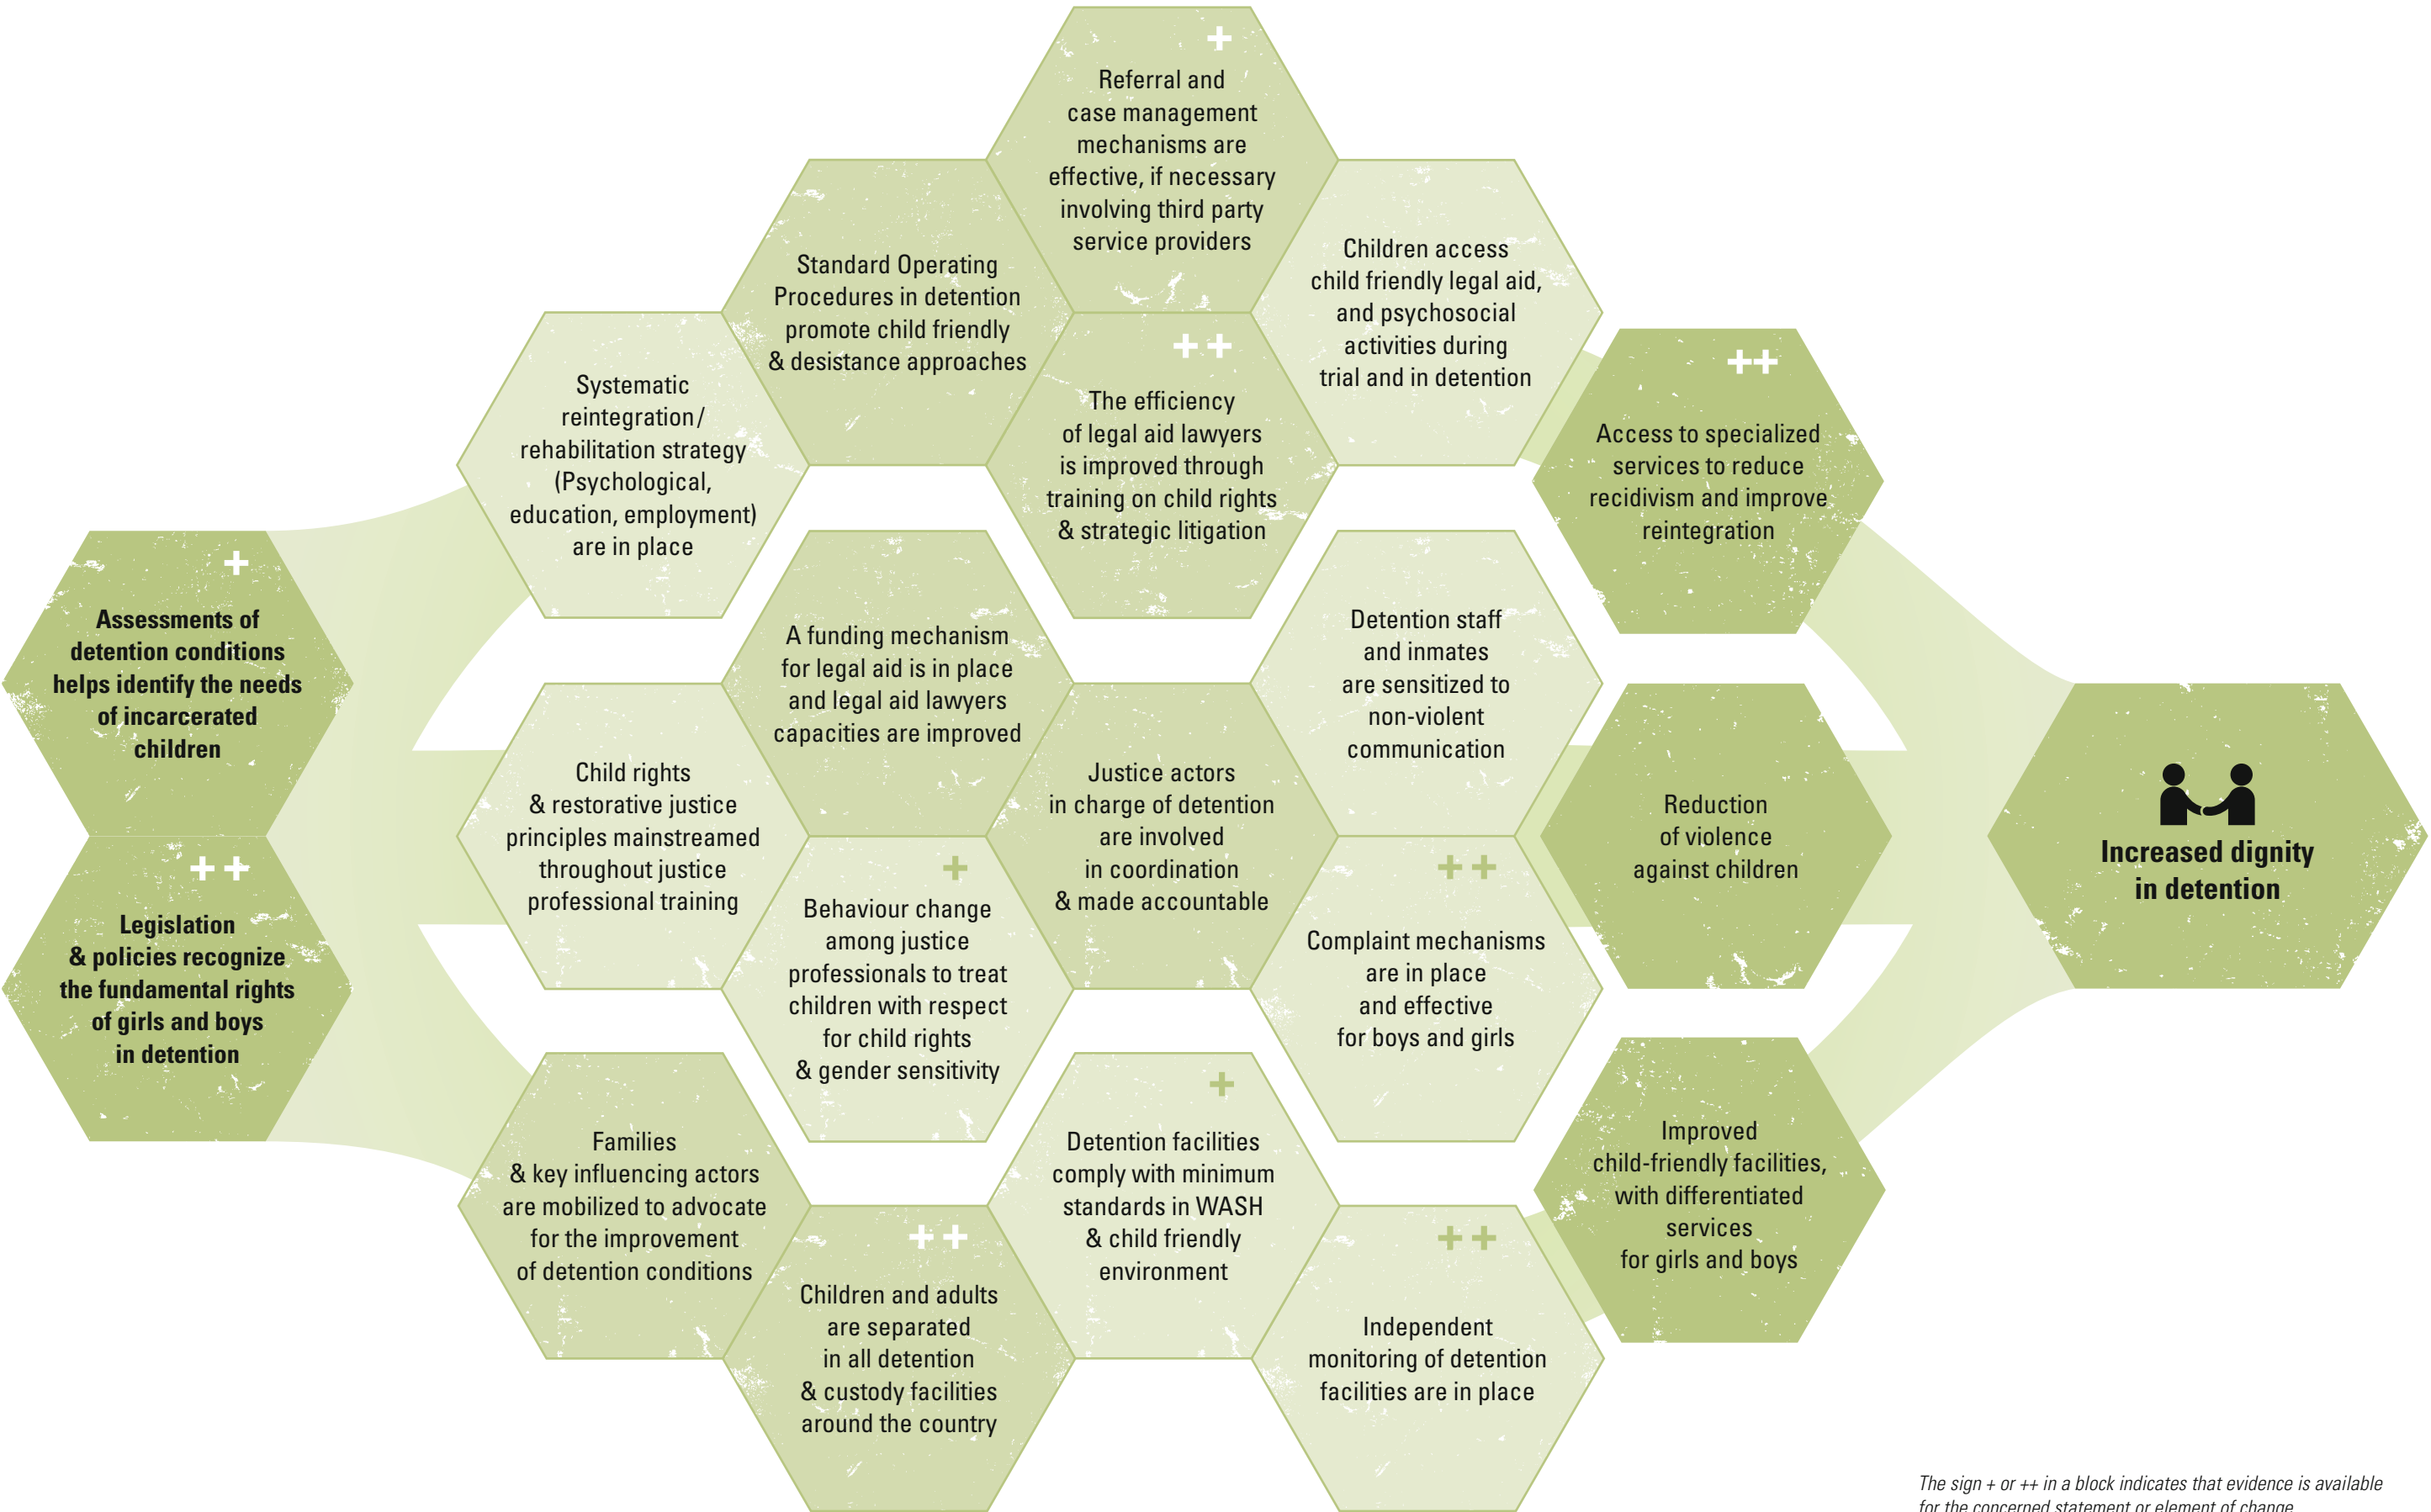 +
Assessments of
detention conditions
helps identify the needs
of incarcerated
children
++
Legislation
& policies recognize
the fundamental rights
of girls and boys
in detention
Systematic
reintegration/
rehabilitation strategy
(Psychological,
education, employment)
are in place
Standard Operating
Procedures in detention
promote child friendly
& desistance approaches
+
Referral and
case management
mechanisms are
effective, if necessary
involving third party
service providers
++
The efficiency
of legal aid lawyers
is improved through
training on child rights
& strategic litigation
Children access
child friendly legal aid,
and psychosocial
activities during
trial and in detention
++
Access to specialized
services to reduce
recidivism and improve
reintegration
Child rights
& restorative justice
principles mainstreamed
throughout justice
professional training
A funding mechanism
for legal aid is in place
and legal aid lawyers
capacities are improved
+
Behaviour change
among justice
professionals to treat
children with respect
for child rights
& gender sensitivity
Justice actors
in charge of detention
are involved
in coordination
& made accountable
Detention staff
and inmates
are sensitized to
non-violent
communication
++
Complaint mechanisms
are in place
and effective
for boys and girls
Reduction
of violence
against children
Families
& key influencing actors
are mobilized to advocate
for the improvement
of detention conditions
++
Children and adults
are separated
in all detention
& custody facilities
around the country
+
Detention facilities
comply with minimum
standards in WASH
& child friendly
environment
++
Independent
monitoring of detention
facilities are in place
Improved
child-friendly facilities,
with differentiated
services
for girls and boys
Increased dignity
in detention
The sign + or ++ in a block indicates that evidence is available
for the concerned statement or element of change